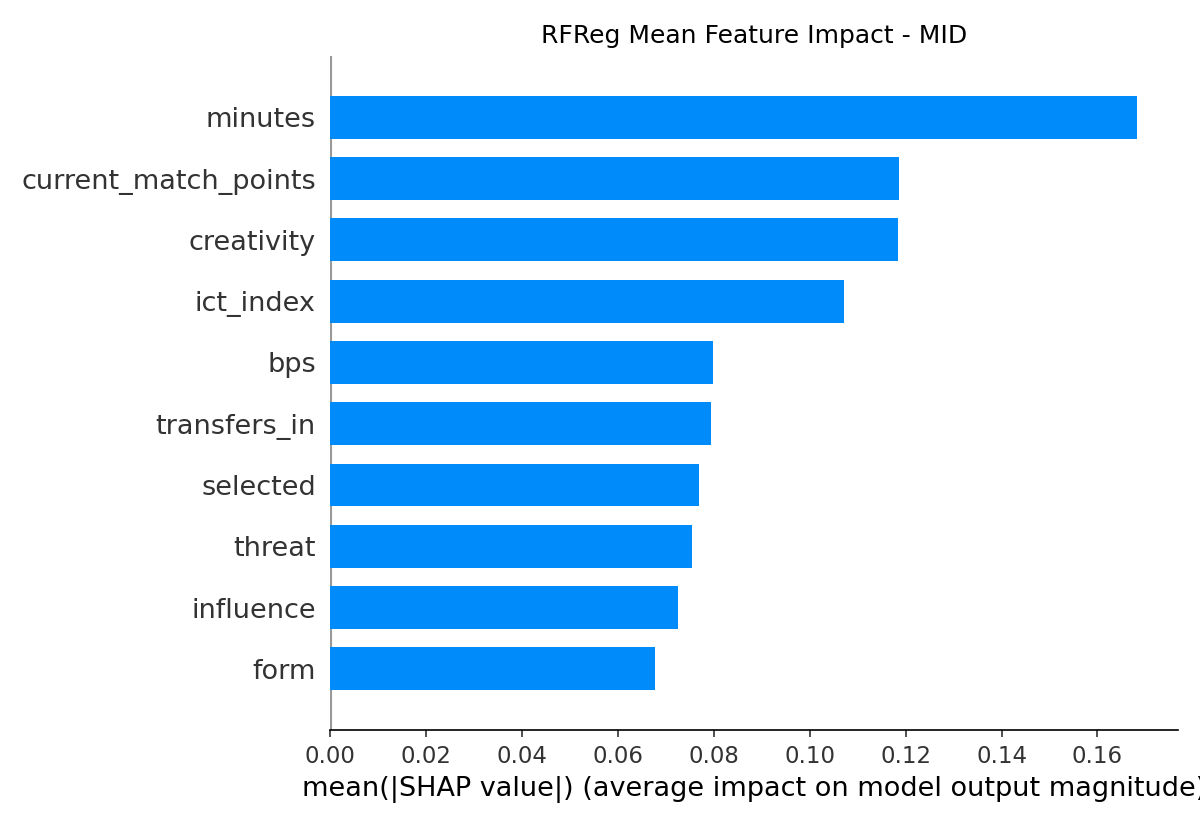 RFReg Mean Feature Impact - MID
minutes
current_match_points
creativity
ict_index
bps
transfers_in
selected
threat
influence
form
0.00 0.02 0.04 0.06 0.08 0.10 0.12 0.14 0.16
mean(|SHAP value|) (average impact on model output magnitude)